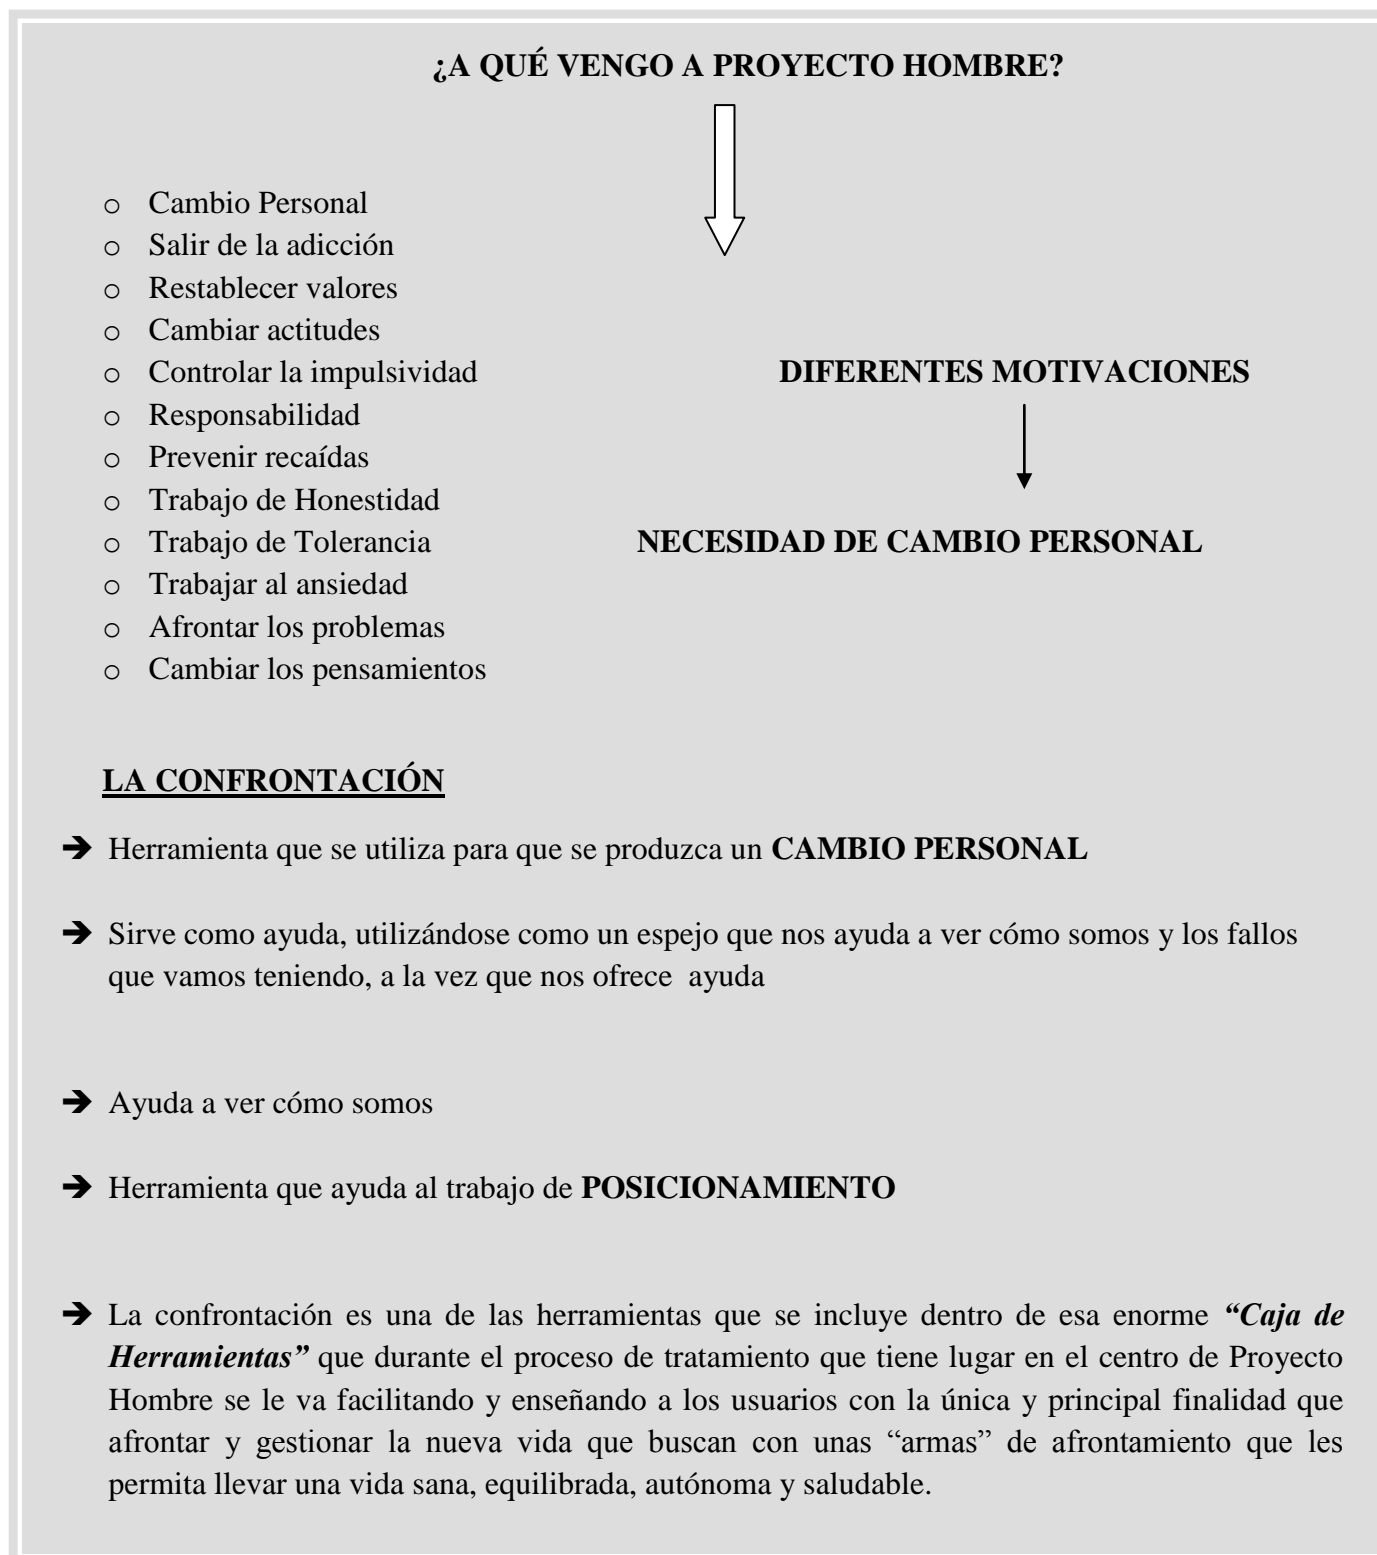 ¿A QUÉ VENGO A PROYECTO HOMBRE?
o Cambio Personal
o Salir de la adicción
o Restablecer valores
o Cambiar actitudes
o Controlar la impulsividad
DIFERENTES MOTIVACIONES
o Responsabilidad
o Prevenir recaídas
o Trabajo de Honestidad
o Trabajo de Tolerancia
NECESIDAD DE CAMBIO PERSONAL
o Trabajar al ansiedad
o Afrontar los problemas
o Cambiar los pensamientos
LA CONFRONTACIÓN
➔ Herramienta que se utiliza para que se produzca un CAMBIO PERSONAL
➔ Sirve como ayuda, utilizándose como un espejo que nos ayuda a ver cómo somos y los fallos
que vamos teniendo, a la vez que nos ofrece ayuda
➔ Ayuda a ver cómo somos
➔ Herramienta que ayuda al trabajo de POSICIONAMIENTO
➔ La confrontación es una de las herramientas que se incluye dentro de esa enorme “Caja de
Herramientas” que durante el proceso de tratamiento que tiene lugar en el centro de Proyecto
Hombre se le va facilitando y enseñando a los usuarios con la única y principal finalidad que
afrontar y gestionar la nueva vida que buscan con unas “armas” de afrontamiento que les
permita llevar una vida sana, equilibrada, autónoma y saludable.